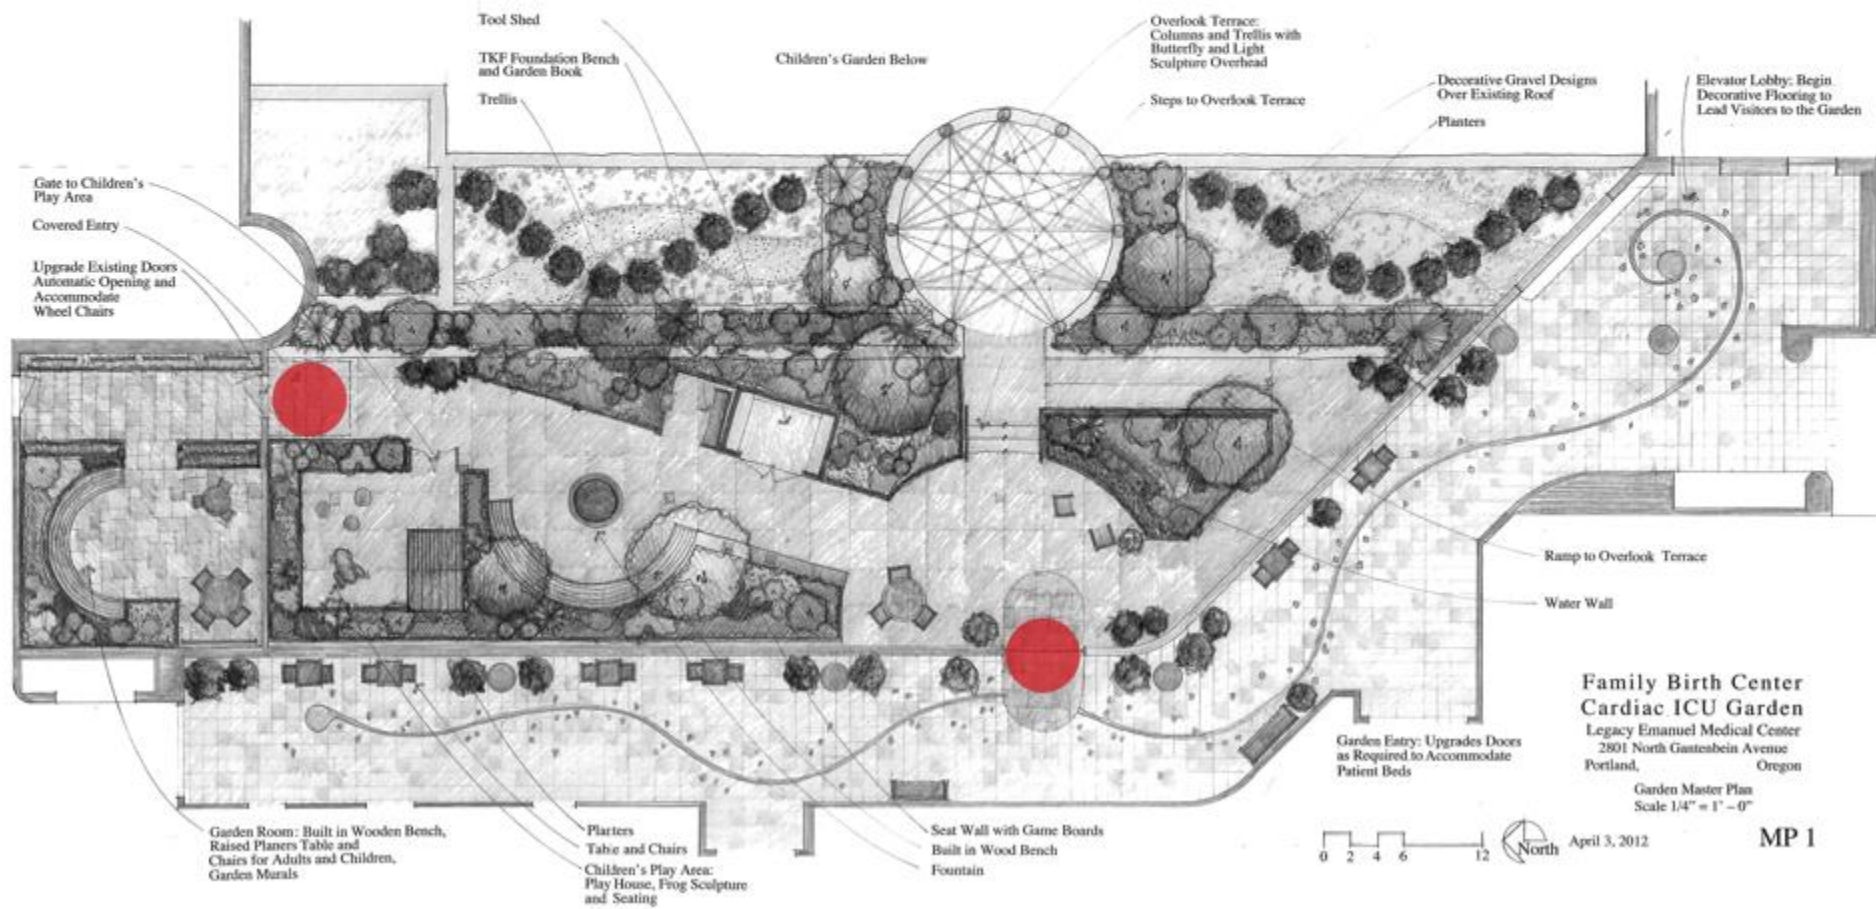 Tool Shed
TKF Foundation Bench
and Garden Book
Trellis
Children's Garden Below
Overlook Terrace:
Columns and Trellis with
Butterfly and Light
Sculpture Overhead
Steps to Overlook Terrace
Decorative Gravel Designs
Over Existing Roof
Planters
Elevator Lobby: Begin
Decorative Flooring to
Lead Visitors to the Garden
Gate to Children's
Play Area
Covered Entry
Upgrade Existing Doors
Automatic Opening and
Accommodate
Wheel Chairs
Ramp to Overlook Terrace
Water Wall
Garden Entry: Upgrades Doors
as Required to Accommodate
Patient Beds
Family Birth Center
Cardiac ICU Garden
Legacy Emanuel Medical Center
2801 North Gantenbein Avenue
Portland, Oregon
Garden Master Plan
Scale 1/4" = 1' - 0"
Garden Room: Built in Wooden Bench,
Raised Planers Table and
Chairs for Adults and Children,
Garden Murals
Planters
Table and Chairs
Children's Play Area:
Play House, Frog Sculpture
and Seating
Seat Wall with Game Boards
Built in Wood Bench
Fountain
0 2 4 6 12
North
April 3, 2012
MP 1